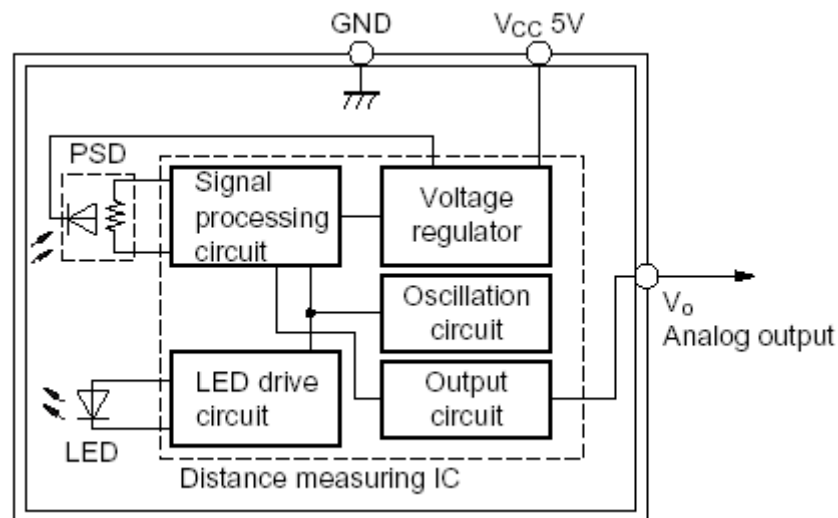 GND
VCC 5V
PSD
Signal
processing
circuit
Voltage
regulator
Oscillation
circuit
Vo
Analog output
LED drive
circuit
Output
circuit
LED
Distance measuring IC